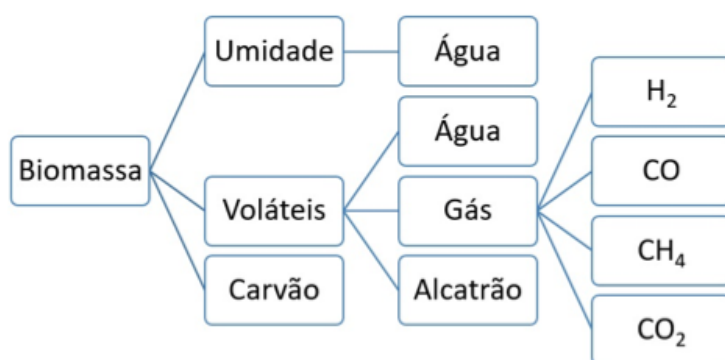 Biomassa
Umidade
Água
Voláteis
Água
Gás
H₂
CO
CH₄
CO₂
Alcatrão
Carvão